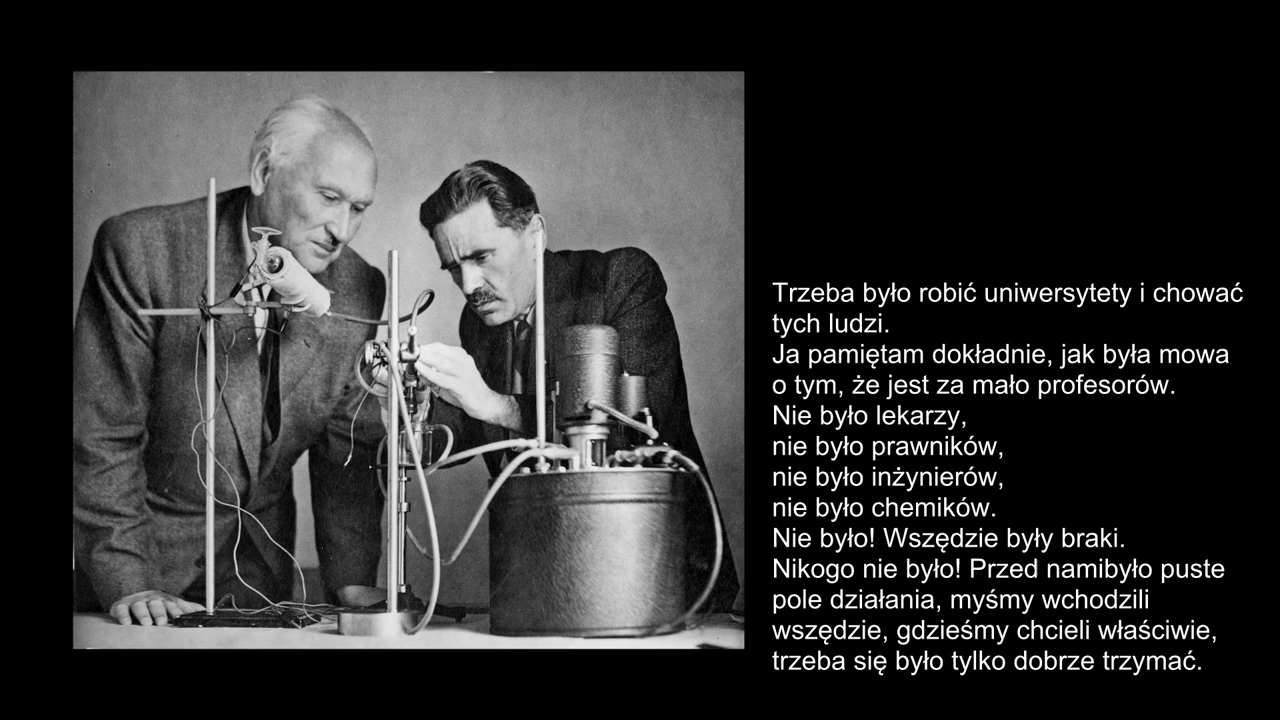 Trzeba było robić uniwersytety i chować
tych ludzi.
Ja pamiętam dokładnie, jak była mowa
o tym, że jest za mało profesorów.
Nie było lekarzy,
nie było prawników,
nie było inżynierów,
nie było chemików.
Nie było! Wszędzie były braki.
Nikogo nie było! Przed namibyło puste
pole działania, myśmy wchodzili
wszędzie, gdzieśmy chcieli właściwie,
trzeba się było tylko dobrze trzymać.